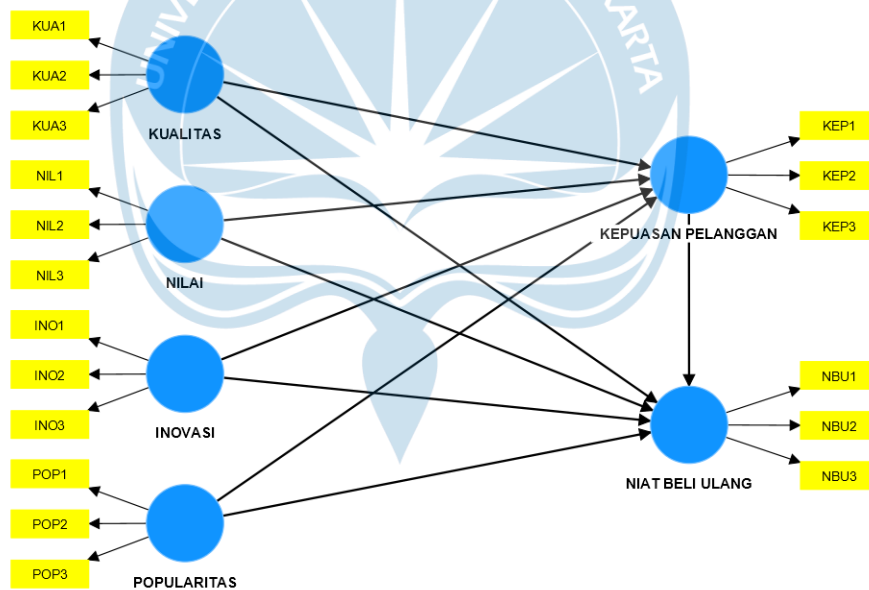 KUA1
KUA2
KUA3
KUALITAS
NIL1
NIL2
NIL3
NILAI
INO1
INO2
INO3
INOVASI
POP1
POP2
POP3
POPULARITAS
KEP1
KEP2
KEP3
KEPUASAN PELANGGAN
NBU1
NBU2
NBU3
NIAT BELI ULANG